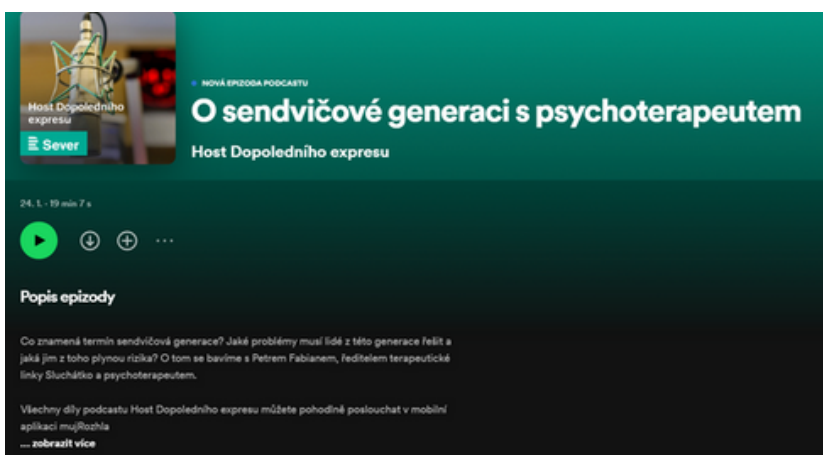 Host Dopoledního
expresu
Sever
NOVÁ EPIZODA PODCASTU
O sendvičové generaci s psychoterapeutem
Host Dopoledního expresu
24. 1. · 19 min 7 s
Popis epizody
Co znamená termín sendvičová generace? Jaké problémy musí lidé z této generace řešit a
jaká jim z toho plynou rizika? O tom se bavíme s Petrem Fabianem, ředitelem terapeutické
linky Sluchátko a psychoterapeutem.
Všechny díly podcastu Host Dopoledního expresu můžete pohodlně poslouchat v mobilní
aplikaci mujRozhla
... zobrazit více